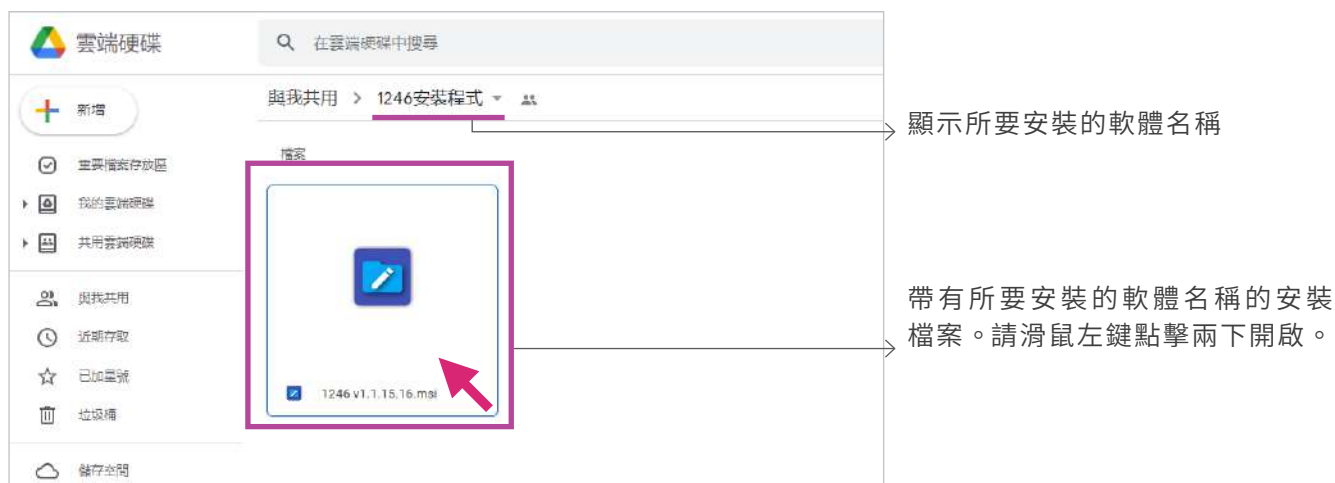 雲端硬碟
在雲端硬碟中搜尋
新增
與我共用 > 1246安裝程式
顯示所要安裝的軟體名稱
檔案
重要檔案存放區
我的雲端硬碟
共用雲端硬碟
與我共用
近期存取
已加星號
垃圾桶
儲存空間
1246 v1.1.15.16.msi
帶有所要安裝的軟體名稱的安裝
檔案。請滑鼠左鍵點擊兩下開啟。